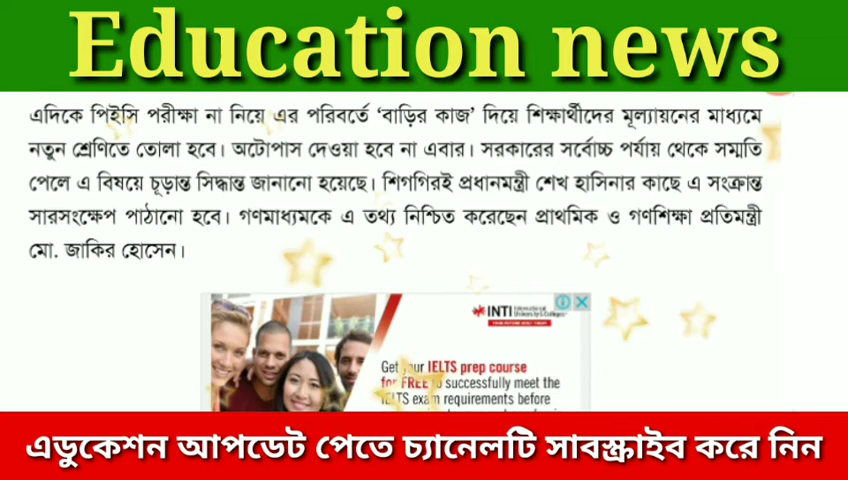 Education news
এদিকে পিইসি পরীক্ষা না নিয়ে এর পরিবর্তে ‘বাড়ির কাজ’ দিয়ে শিক্ষার্থীদের মূল্যায়নের মাধ্যমে
নতুন শ্রেণিতে তোলা হবে। অটোপাস দেওয়া হবে না এবার। সরকারের সর্বোচ্চ পর্যায় থেকে সম্মতি
পেলে এ বিষয়ে চূড়ান্ত সিদ্ধান্ত জানানো হয়েছে। শিগগিরই প্রধানমন্ত্রী শেখ হাসিনার কাছে এ সংক্রান্ত
সারসংক্ষেপ পাঠানো হবে। গণমাধ্যমকে এ তথ্য নিশ্চিত করেছেন প্রাথমিক ও গণশিক্ষা প্রতিমন্ত্রী
মো. জাকির হোসেন।
INTI International
University & Colleges
Get your IELTS prep course
for FREE to successfully meet the
IELTS exam requirements before
এডুকেশন আপডেট পেতে চ্যানেলটি সাবস্ক্রাইব করে নিন